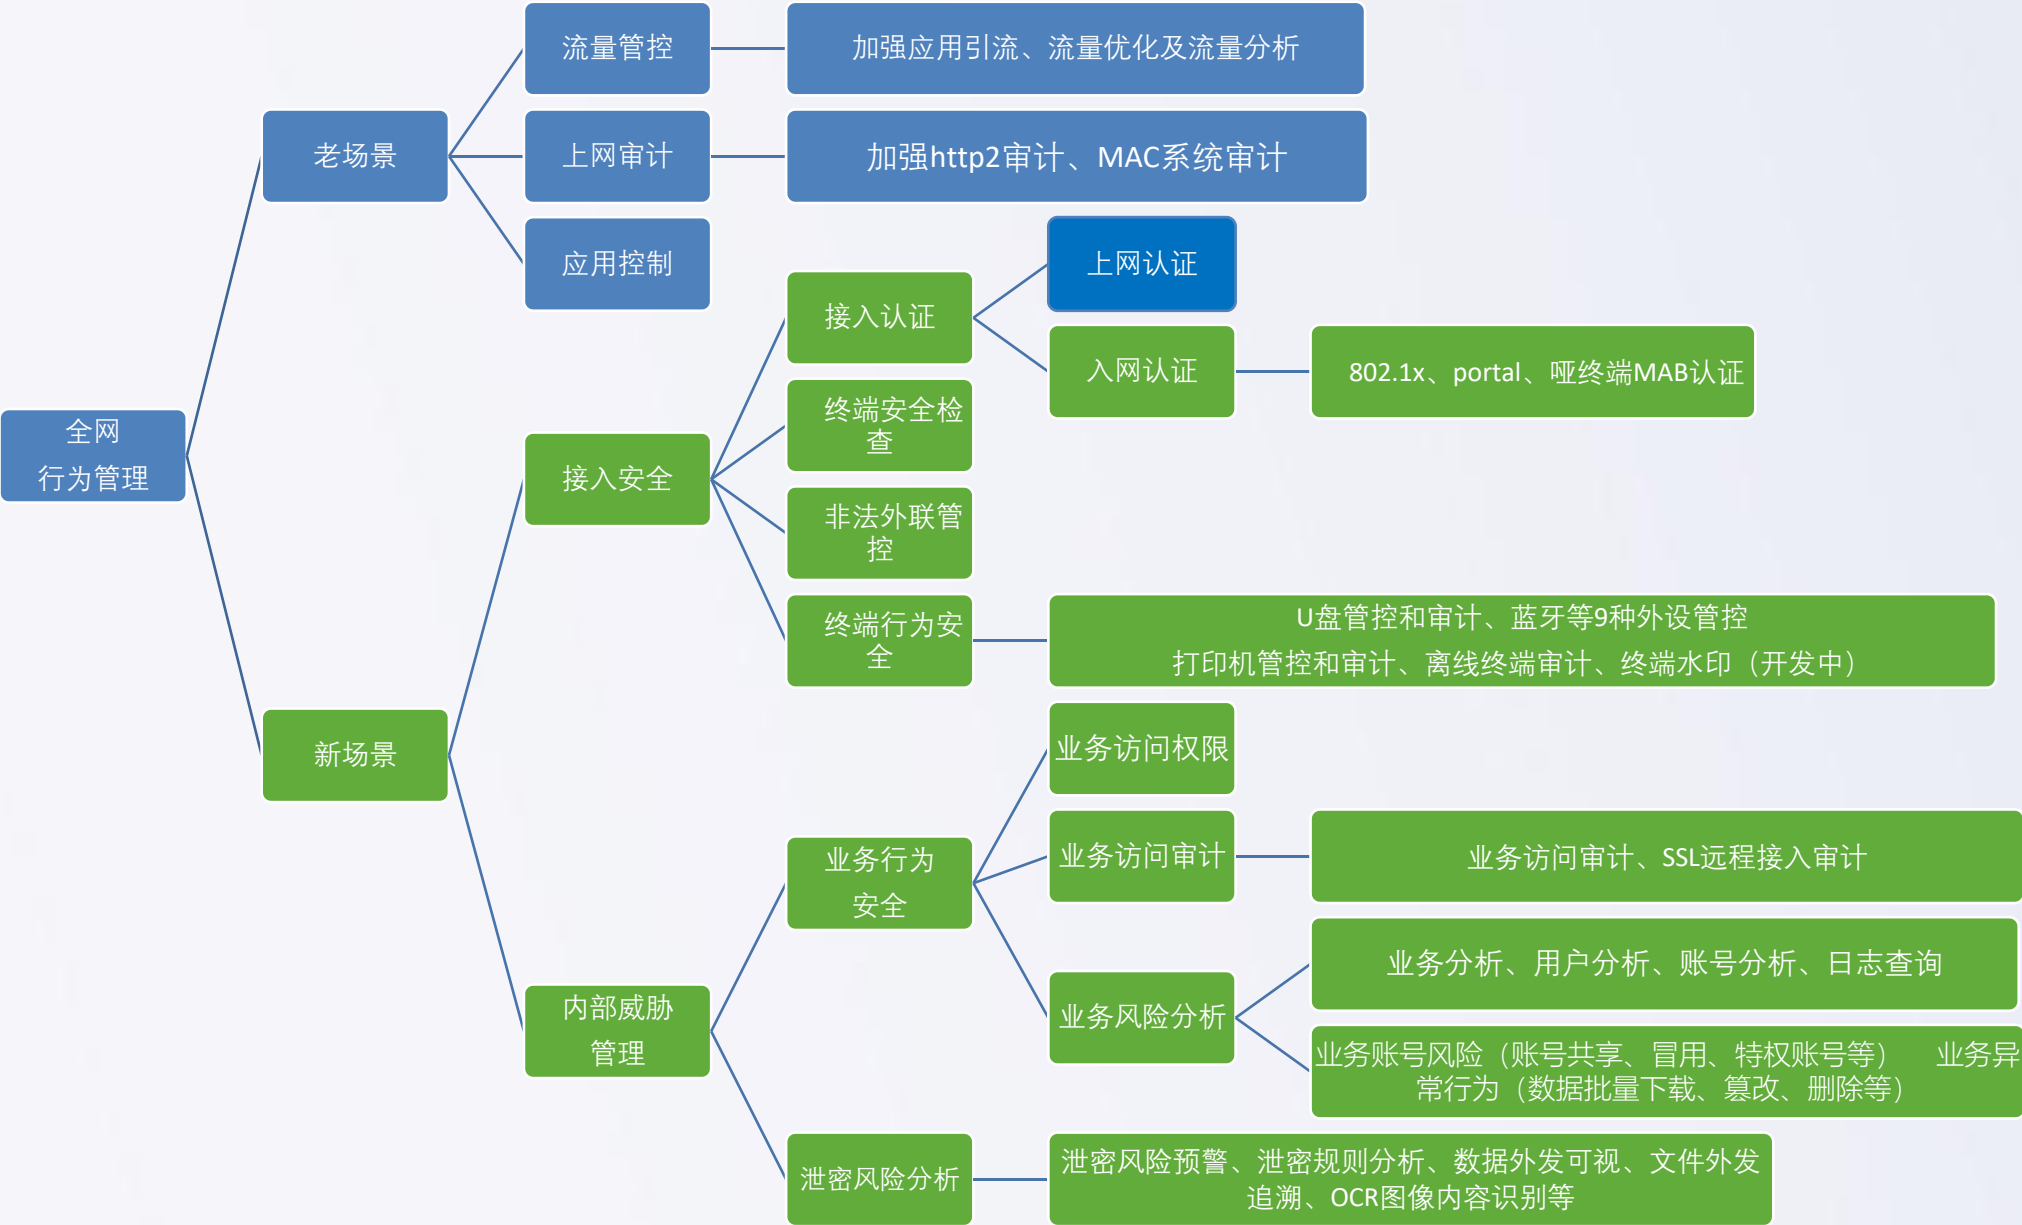 流量管控
加强应用引流、流量优化及流量分析
老场景
上网审计
加强http2审计、MAC系统审计
应用控制
上网认证
接入认证
入网认证
802.1x、portal、哑终端MAB认证
终端安全检
查
全网
行为管理
接入安全
非法外联管
控
终端行为安
全
U盘管控和审计、蓝牙等9种外设管控
打印机管控和审计、离线终端审计、终端水印（开发中）
新场景
业务访问权限
业务行为
安全
业务访问审计
业务访问审计、SSL远程接入审计
业务分析、用户分析、账号分析、日志查询
内部威胁
管理
业务风险分析
业务账号风险（账号共享、冒用、特权账号等） 业务异
常行为（数据批量下载、篡改、删除等）
泄密风险分析
泄密风险预警、泄密规则分析、数据外发可视、文件外发
追溯、OCR图像内容识别等